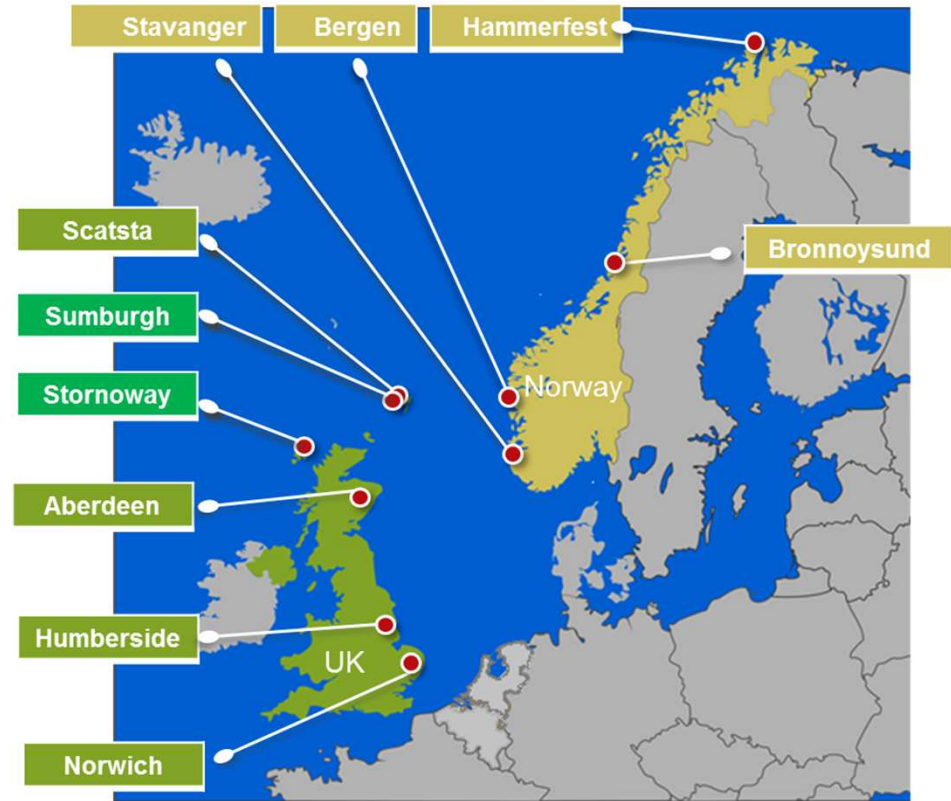 Stavanger
Bergen
Hammerfest
Scatsta
Bronnoysund
Sumburgh
Norway
Stornoway
Aberdeen
Humberside
UK
Norwich